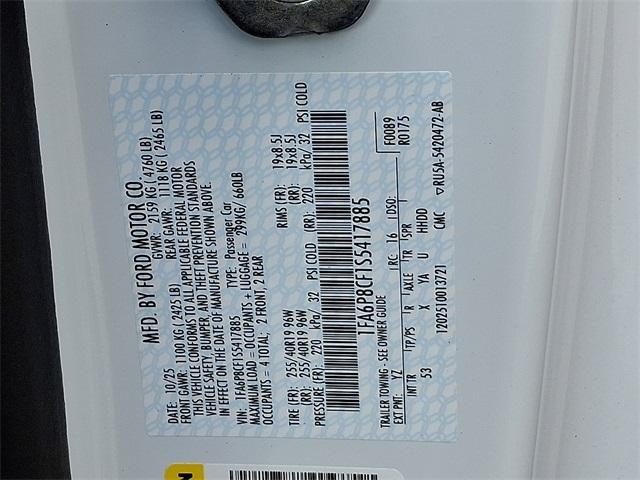 MFD. BY FORD MOTOR CO.
DATE: 10/25 GVWR: 2159 KG ( 4760 LB)
FRONT GAWR: 1100 KG ( 2425 LB) REAR GAWR: 1118 KG ( 2465 LB)
THIS VEHICLE CONFORMS TO ALL APPLICABLE FEDERAL MOTOR
VEHICLE SAFETY, BUMPER, AND THEFT PREVENTION STANDARDS
IN EFFECT ON THE DATE OF MANUFACTURE SHOWN ABOVE.
VIN: 1FA6P8CF1S5417885 TYPE: Passenger Car
MAXIMUM LOAD = OCCUPANTS + LUGGAGE = 299KG/ 660LB
OCCUPANTS = 4 TOTAL: 2 FRONT, 2 REAR
TIRE (FR): 255/40R19 96W RIMS (FR): 19x8.5J
(RR): 255/40R19 96W (RR): 19x8.5J
PRESSURE (FR): 220 kPa/ 32 PSI COLD (RR): 220 kPa/ 32 PSI COLD
1FA6P8CF1S5417885
TRAILER TOWING - SEE OWNER GUIDE
F0089
R0175
EXT PNT: YZ RC: 16 DSO:
INT TR TP/PS R AXLE TR SPR
53 X YA U HHDD
120251001372 1 CMC ▽RU5A-5420472-AB
N